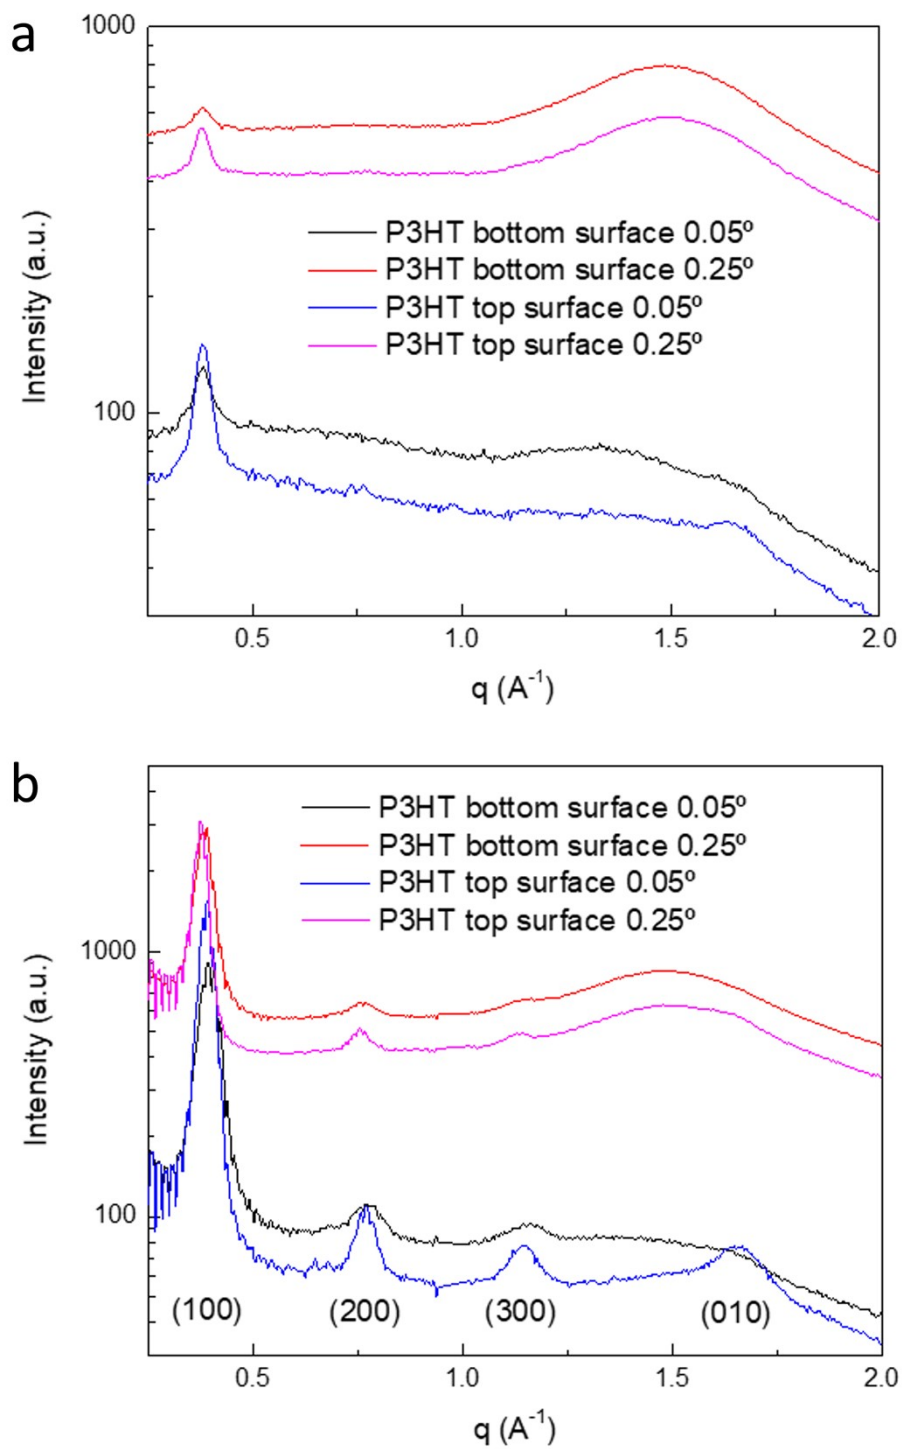 a
1000
100
Intensity (a.u.)
P3HT bottom surface 0.05º
P3HT bottom surface 0.25º
P3HT top surface 0.05º
P3HT top surface 0.25º
0.5 1.0 1.5 2.0
q (A⁻¹)
b
1000
100
Intensity (a.u.)
P3HT bottom surface 0.05º
P3HT bottom surface 0.25º
P3HT top surface 0.05º
P3HT top surface 0.25º
(100) (200) (300) (010)
0.5 1.0 1.5 2.0
q (A⁻¹)